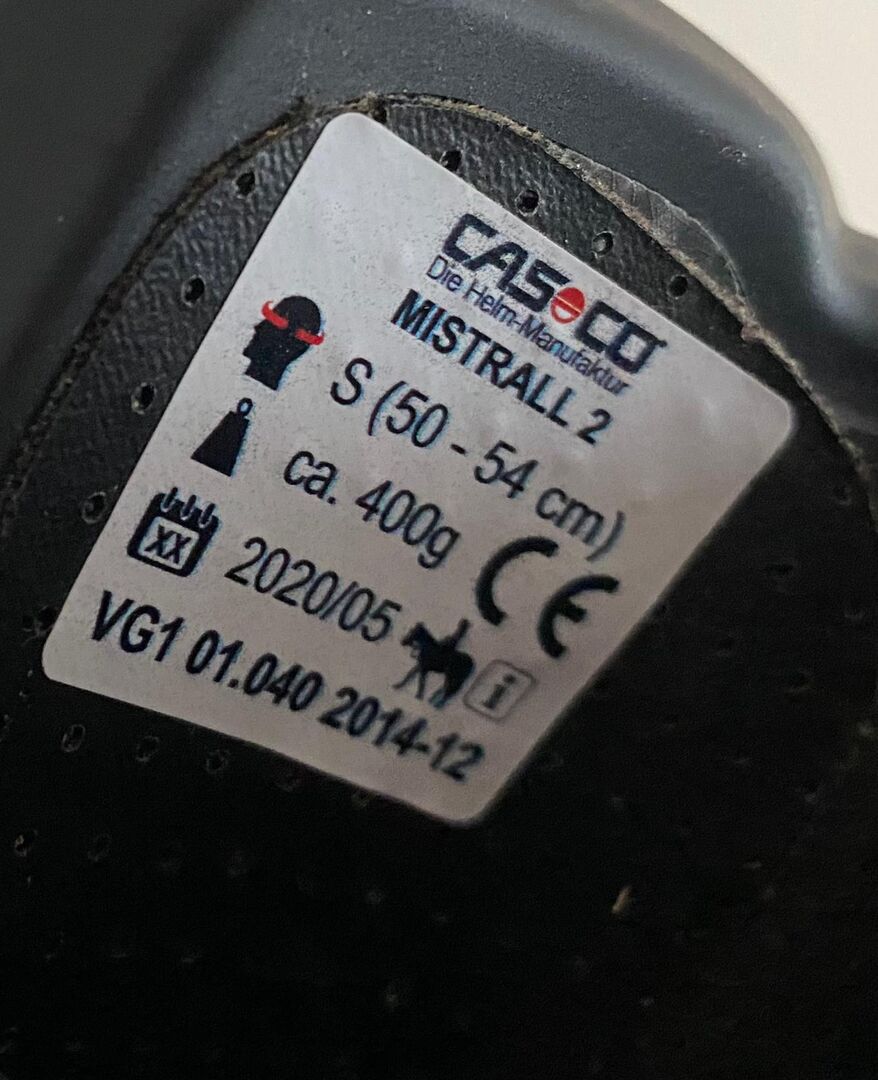 CASCO
Die Helm-Manufaktur
MISTRALL 2
S (50 - 54 cm)
ca. 400g
CE
XX
2020/05
i
VG1 01.040 2014-12